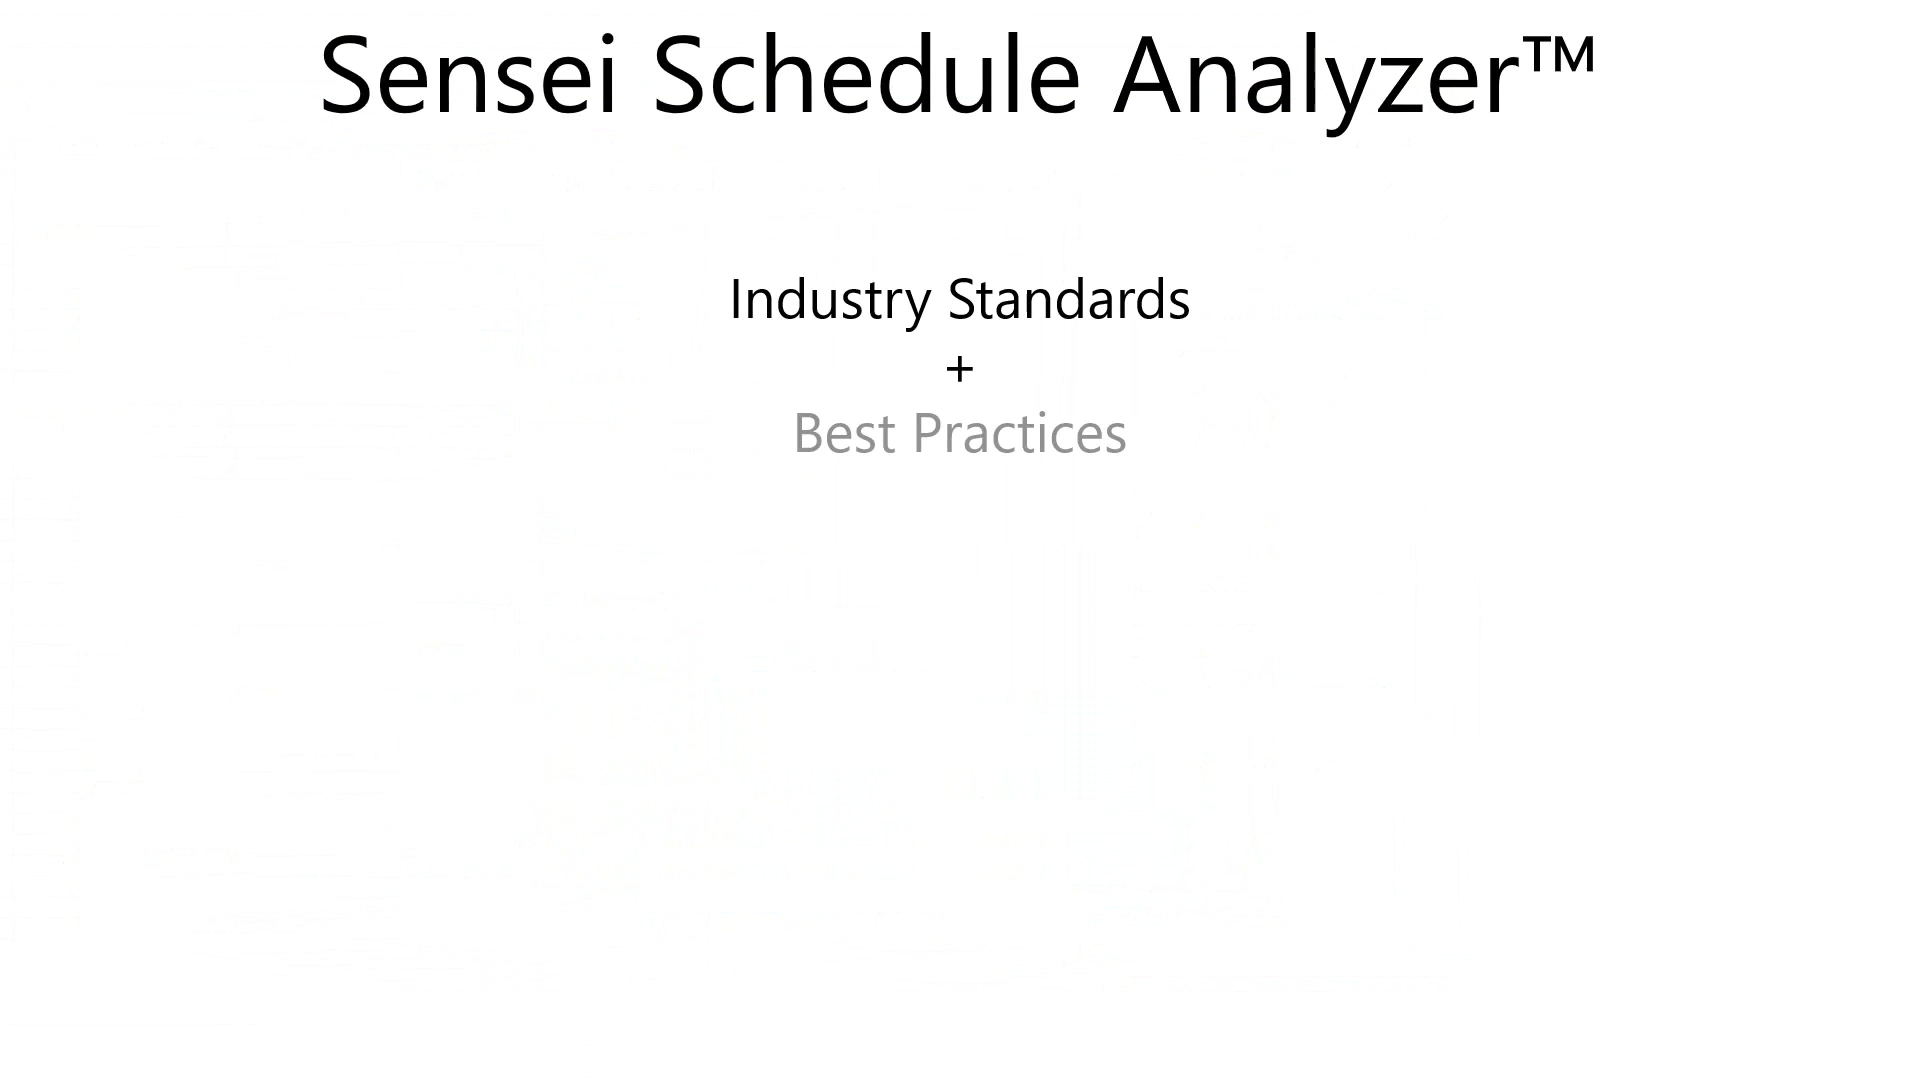 Sensei Schedule Analyzer™
Industry Standards
+
Best Practices